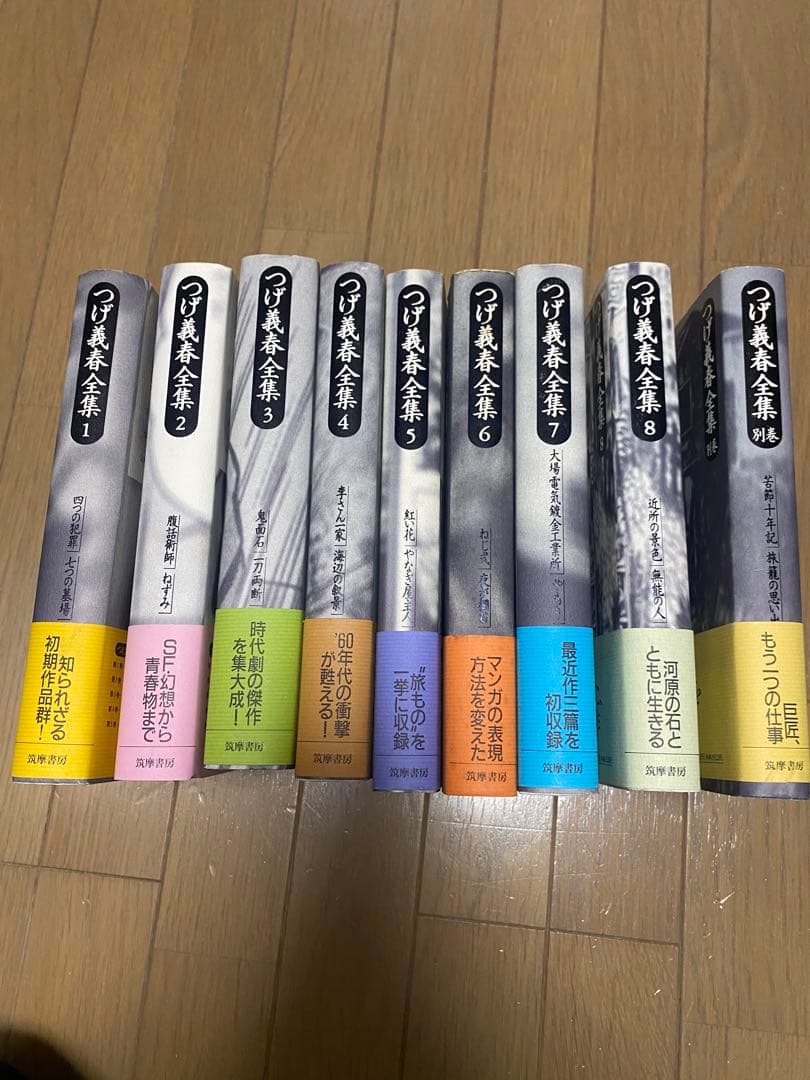 つげ義春全集 1
四つの犯罪 七つの墓場
知られざる
初期作品群!
筑摩書房
つげ義春全集 2
腹話術師 ねずみ
SF幻想から
青春物まで
筑摩書房
つげ義春全集 3
鬼面石 一刀両断
時代劇の傑作
を集大成!
筑摩書房
つげ義春全集 4
李さん一家 海辺の叙景
'60年代の衝撃
が甦える!
筑摩書房
つげ義春全集 5
紅い花 やなぎ屋主人
“旅もの”を
一挙に収録
筑摩書房
つげ義春全集 6
ねじ式
マンガの表現
方法を変えた
筑摩書房
つげ義春全集 7
大場電気鍍金工業所
最近作三篇を
初収録
筑摩書房
つげ義春全集 8
近所の景色 無能の人
河原の石と
ともに生きる
筑摩書房
つげ義春全集 別巻
苦節十年記 旅籠の思い出
巨匠、
もう一つの仕事
筑摩書房